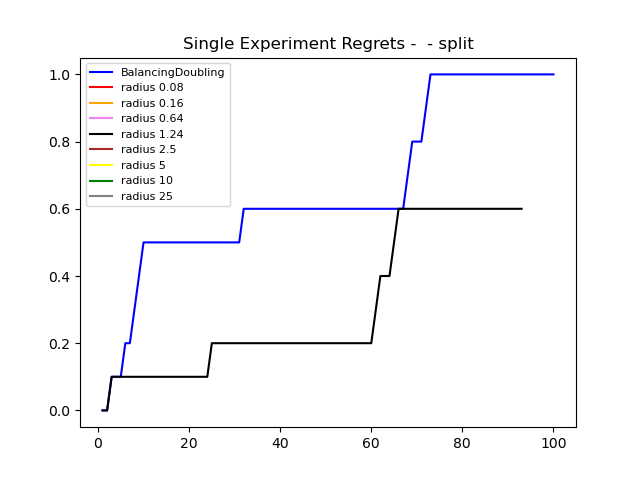 Single Experiment Regrets -  - split
1.0
0.8
0.6
0.4
0.2
0.0
BalancingDoubling
radius 0.08
radius 0.16
radius 0.64
radius 1.24
radius 2.5
radius 5
radius 10
radius 25
0 20 40 60 80 100